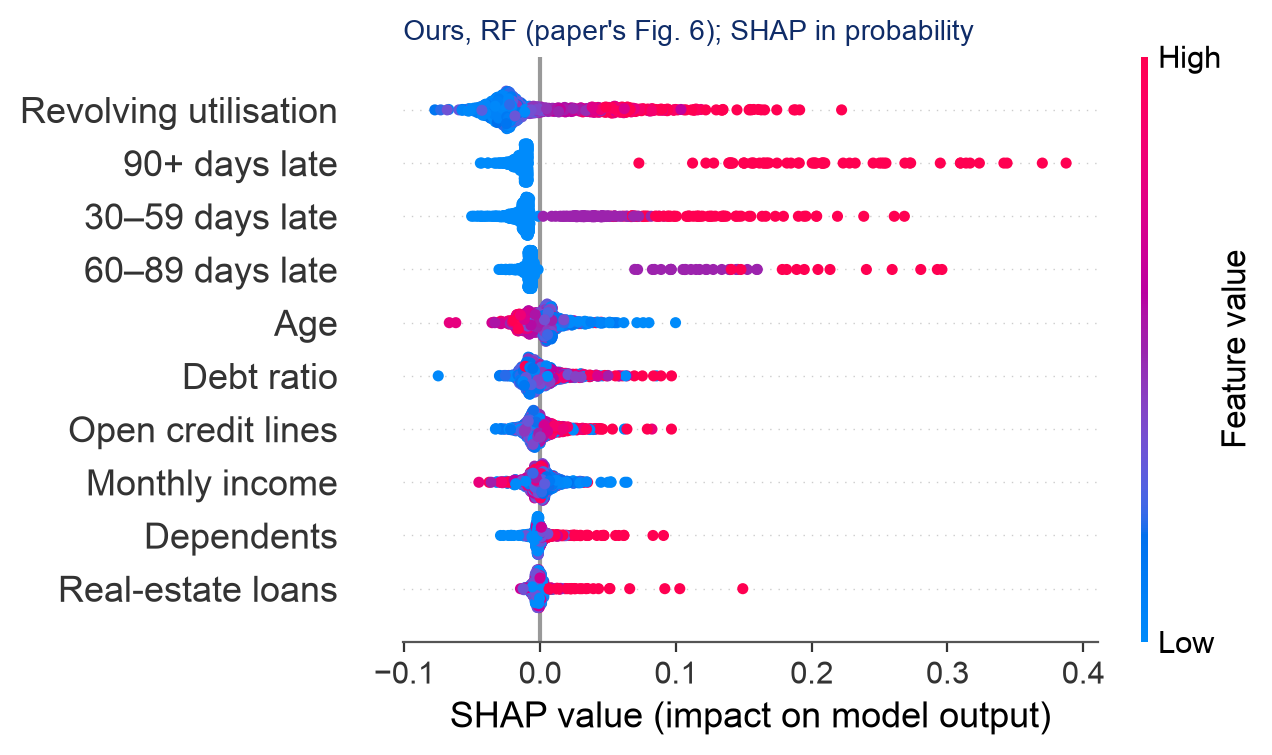 Ours, RF (paper's Fig. 6); SHAP in probability
High
Revolving utilisation
90+ days late
30–59 days late
60–89 days late
Age
Debt ratio
Open credit lines
Monthly income
Dependents
Real-estate loans
Feature value
Low
−0.1 0.0 0.1 0.2 0.3 0.4
SHAP value (impact on model output)